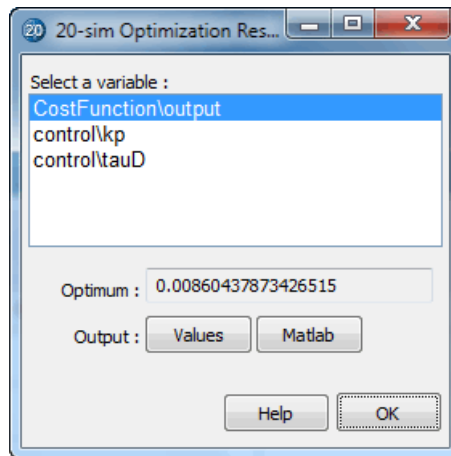 20 20-sim Optimization Res...
Select a variable :
CostFunction\output
control\kp
control\tauD
Optimum : 0.00860437873426515
Output : Values Matlab
Help OK